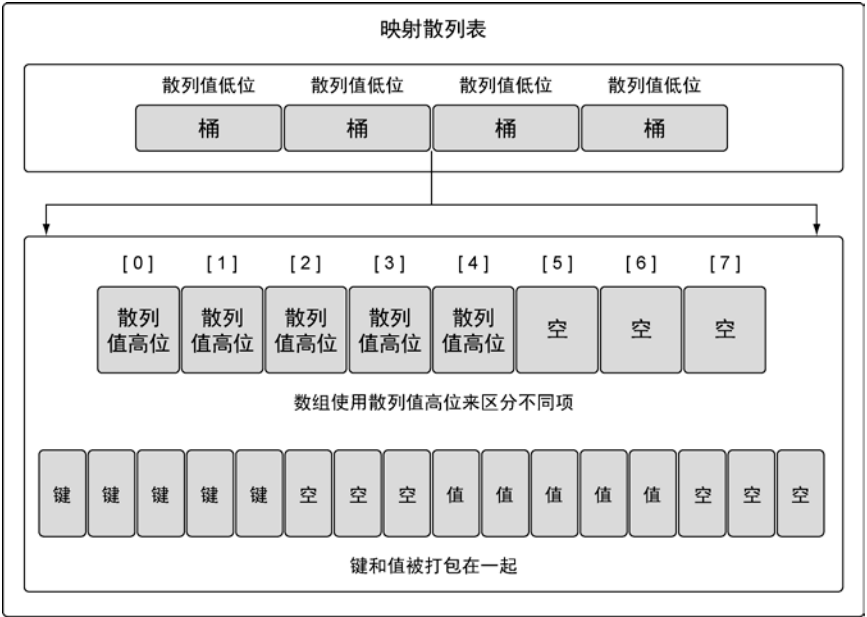 映射散列表
散列值低位 散列值低位 散列值低位 散列值低位
桶 桶 桶 桶
[0] [1] [2] [3] [4] [5] [6] [7]
散列 散列 散列 散列 散列
值高位 值高位 值高位 值高位 值高位 空 空 空
数组使用散列值高位来区分不同项
键 键 键 键 键 空 空 空 值 值 值 值 值 空 空 空
键和值被打包在一起